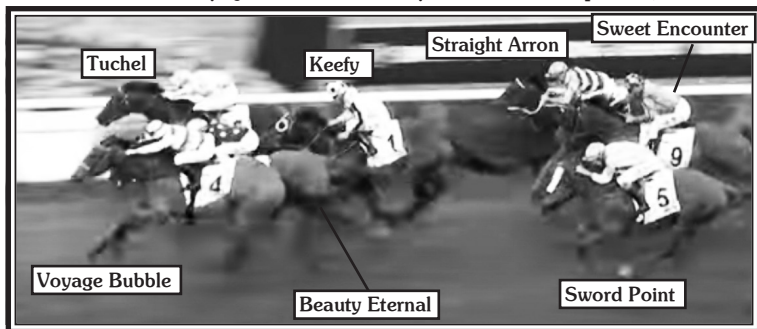 Sweet Encounter
Straight Arron
Tuchel
Keefy
6
1
4
9
5
Voyage Bubble
Beauty Eternal
Sword Point